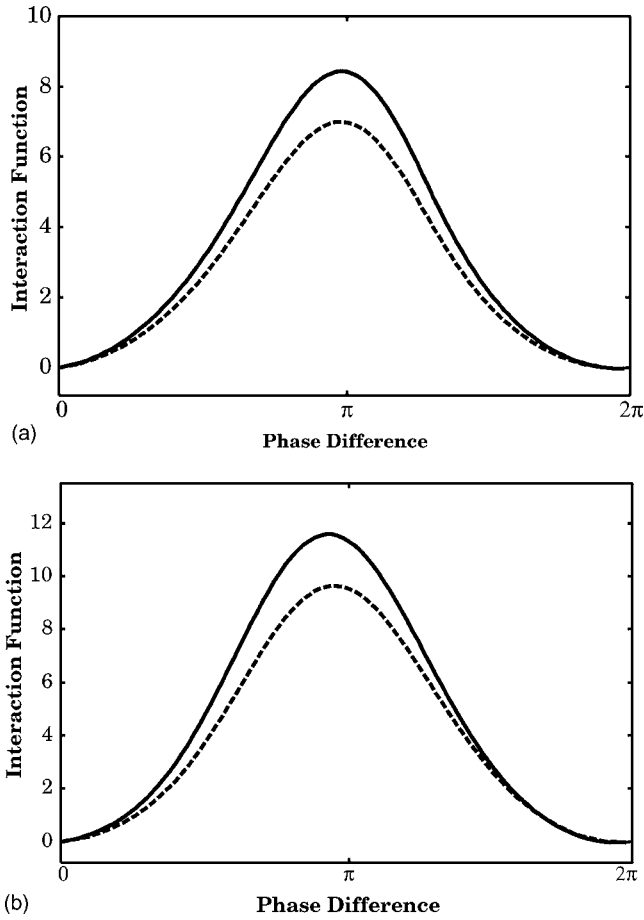 10
8
6
4
2
0
Interaction Function
0 π 2π
(a)
Phase Difference
12
10
8
6
4
2
0
Interaction Function
0 π 2π
(b)
Phase Difference